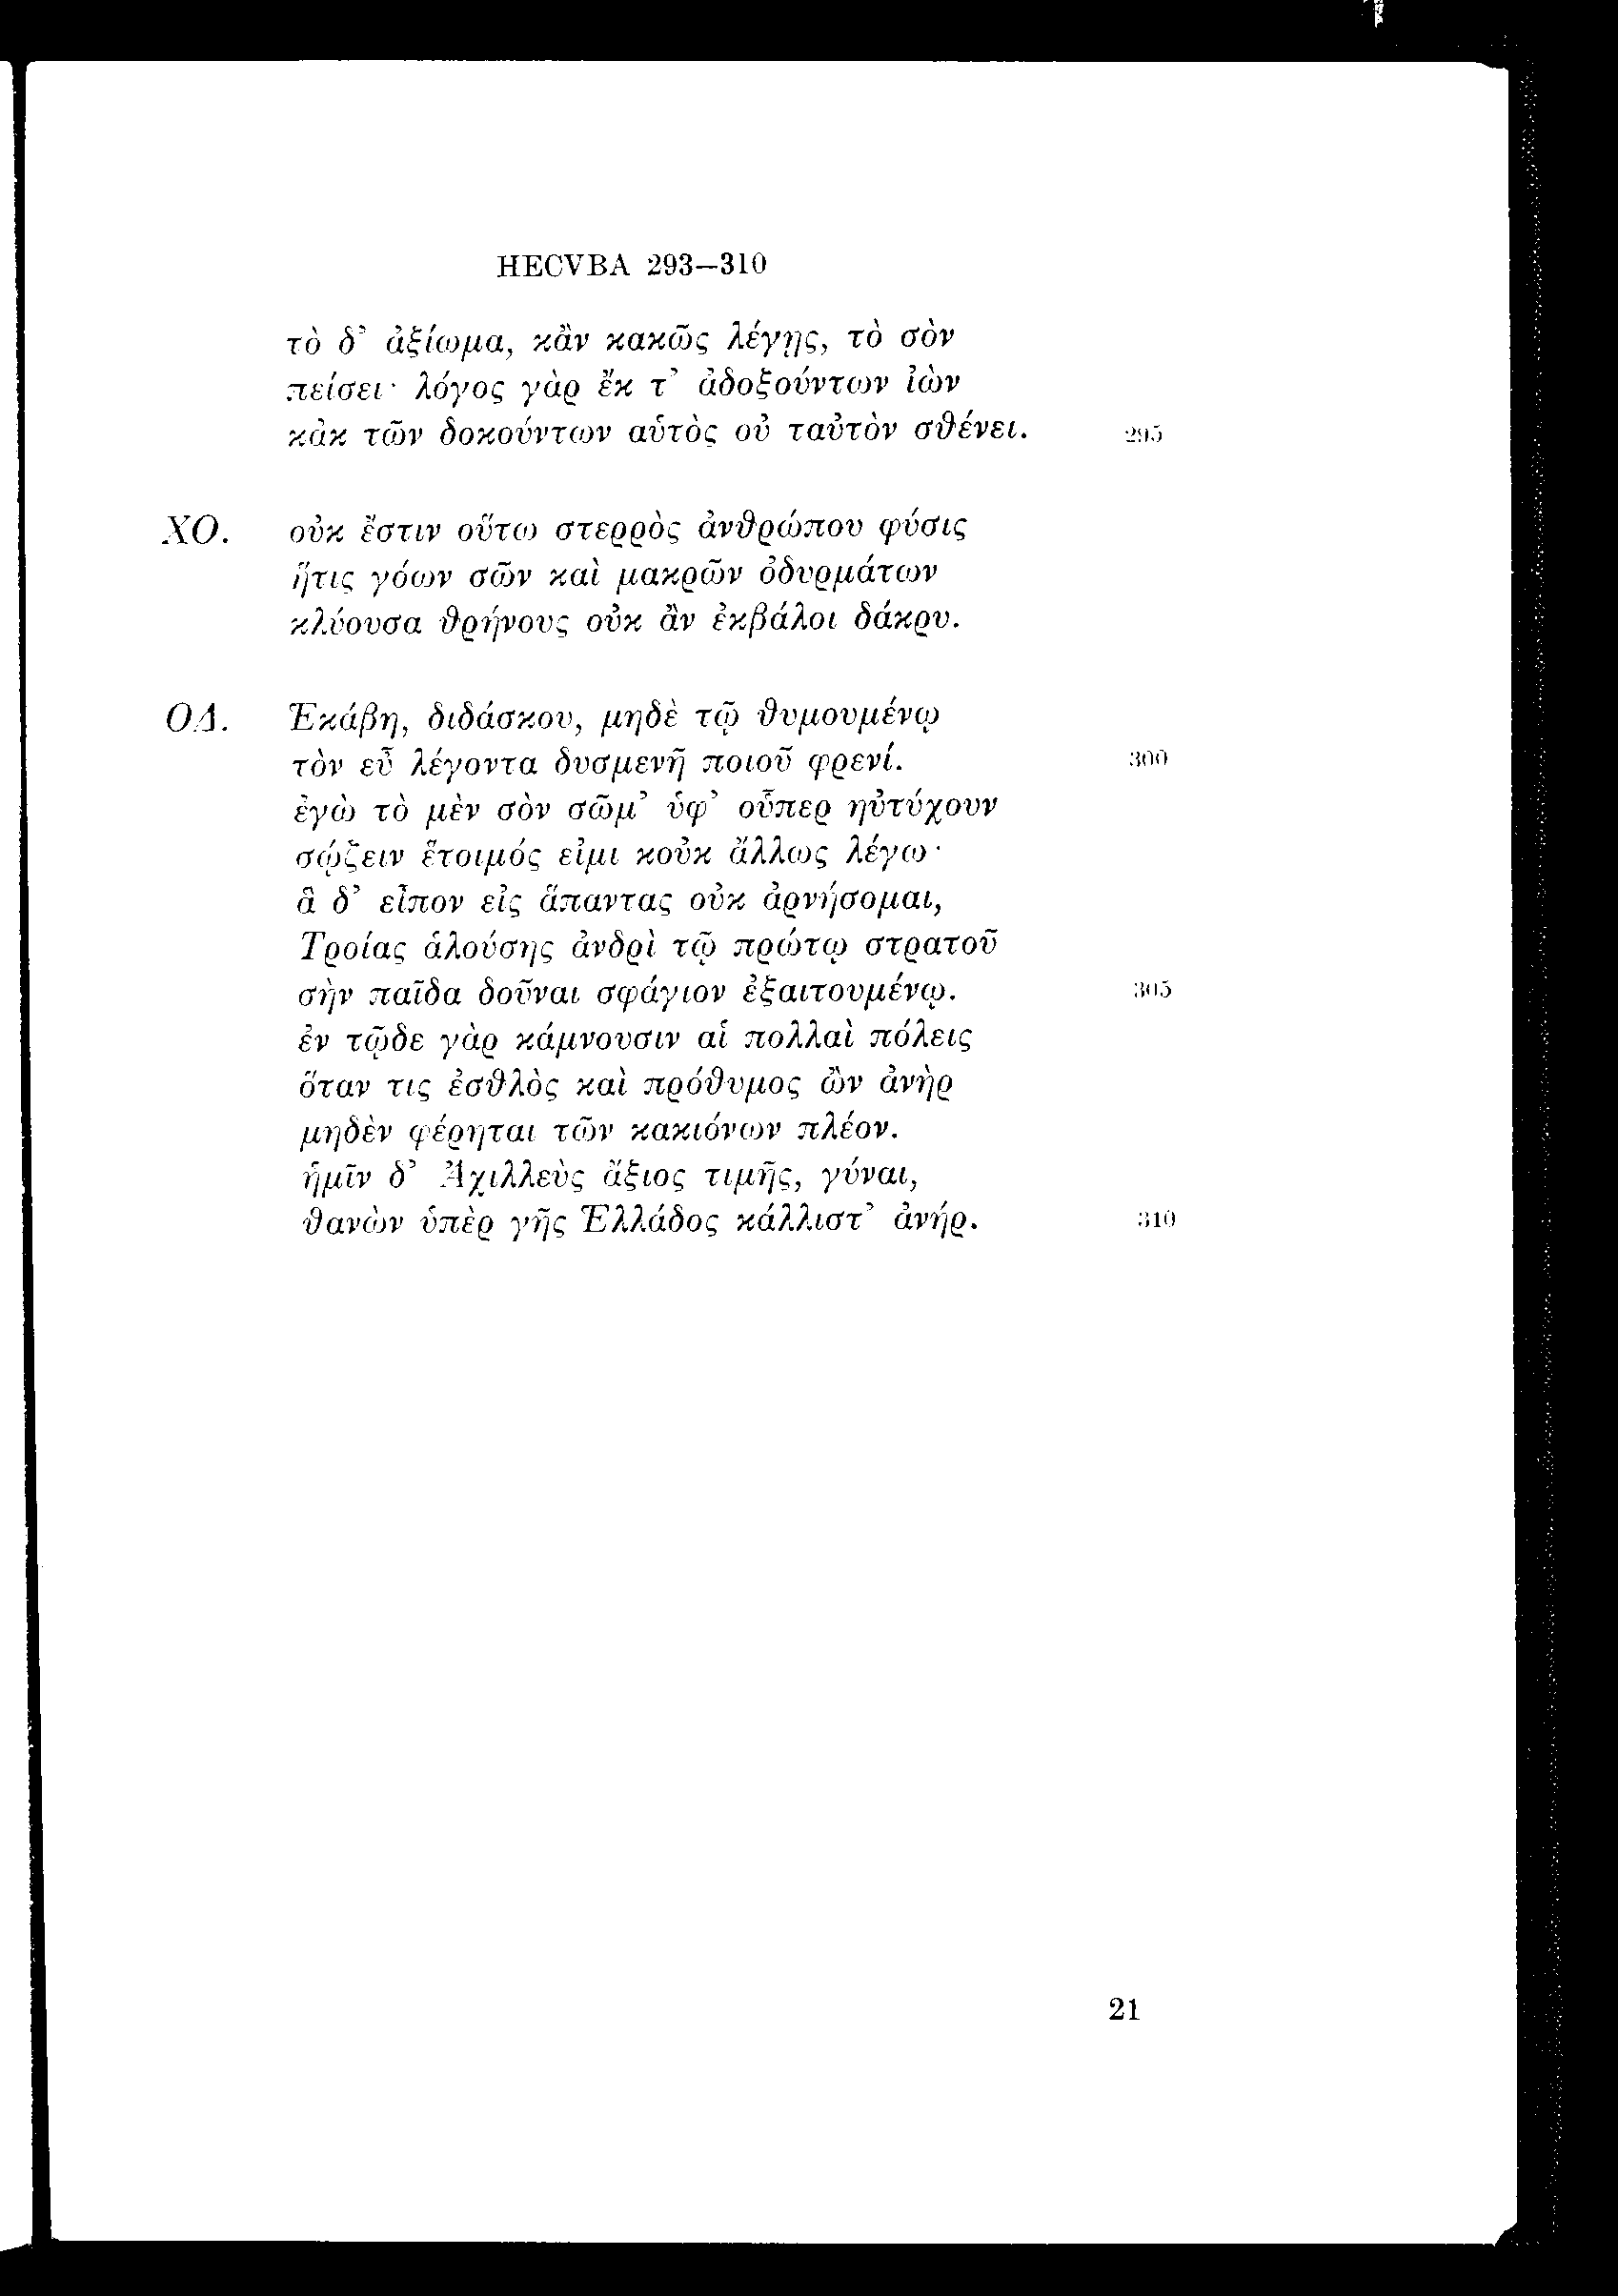 HECVBA 293–310
τὸ δ' ἀξίωμα, κἂν κακῶς λέγῃς, τὸ σὸν
πείσει· λόγος γὰρ ἔκ τ' ἀδοξούντων ἰὼν
κἀκ τῶν δοκούντων αὑτὸς οὐ ταὐτὸν σθένει. 295
ΧΟ. οὐκ ἔστιν οὕτω στερρὸς ἀνθρώπου φύσις
ἥτις γόων σῶν καὶ μακρῶν ὀδυρμάτων
κλύουσα θρήνους οὐκ ἂν ἐκβάλοι δάκρυ.
ΟΔ. Ἑκάβη, διδάσκου, μηδὲ τῷ θυμουμένῳ
τὸν εὖ λέγοντα δυσμενῆ ποιοῦ φρενί. 300
ἐγὼ τὸ μὲν σὸν σῶμ' ὑφ' οὗπερ ηὐτύχουν
σῴζειν ἕτοιμός εἰμι κοὐκ ἄλλως λέγω·
ἃ δ' εἶπον εἰς ἅπαντας οὐκ ἀρνήσομαι,
Τροίας ἁλούσης ἀνδρὶ τῷ πρώτῳ στρατοῦ
σὴν παῖδα δοῦναι σφάγιον ἐξαιτουμένῳ. 305
ἐν τῷδε γὰρ κάμνουσιν αἱ πολλαὶ πόλεις
ὅταν τις ἐσθλὸς καὶ πρόθυμος ὢν ἀνὴρ
μηδὲν φέρηται τῶν κακιόνων πλέον.
ἡμῖν δ' Ἀχιλλεὺς ἄξιος τιμῆς, γύναι,
θανὼν ὑπὲρ γῆς Ἑλλάδος κάλλιστ' ἀνήρ. 310
21